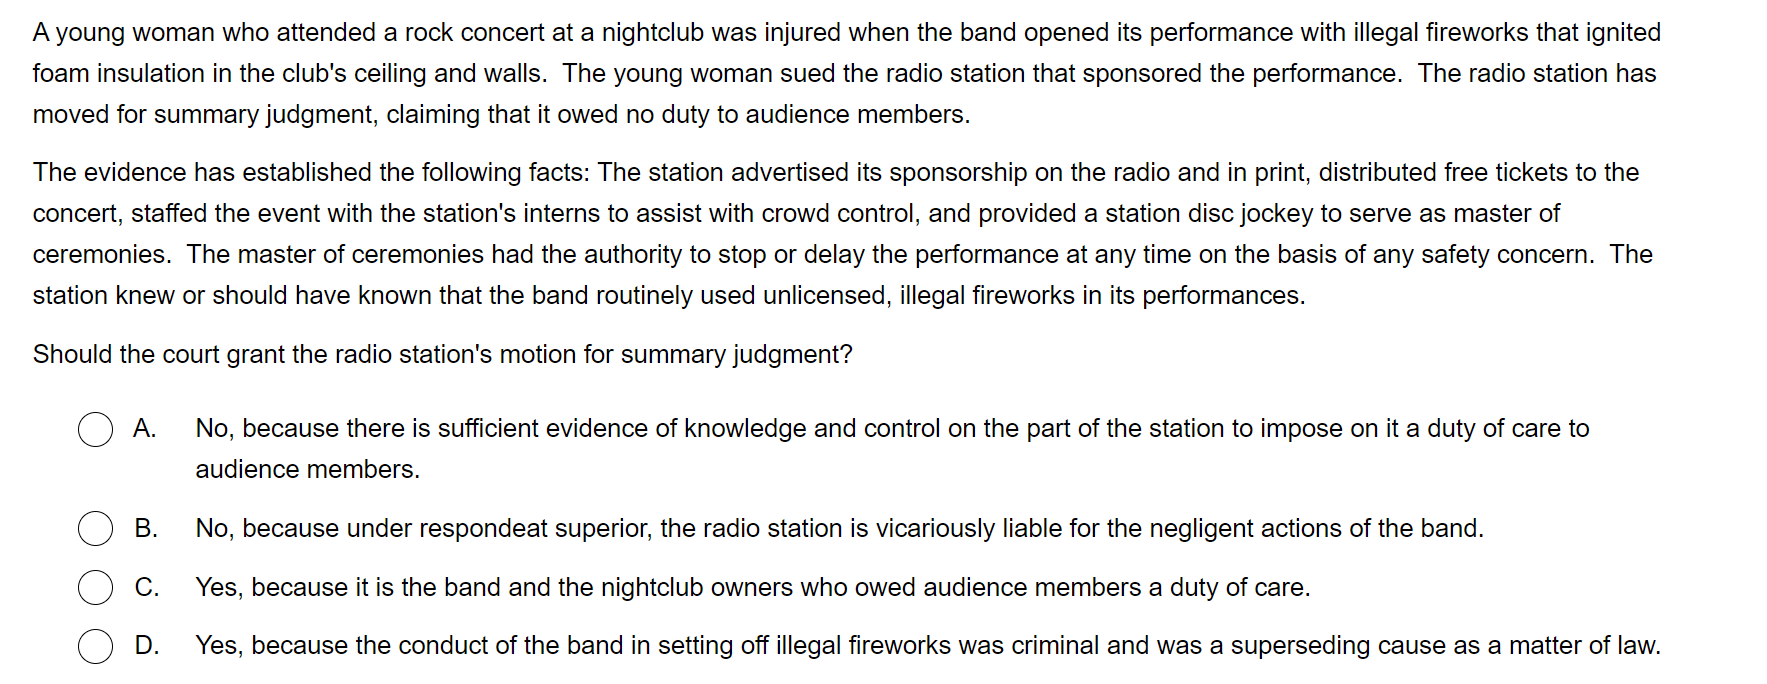 A young woman who attended a rock concert at a nightclub was injured when the band opened its performance with illegal fireworks that ignited
foam insulation in the club's ceiling and walls.  The young woman sued the radio station that sponsored the performance.  The radio station has
moved for summary judgment, claiming that it owed no duty to audience members.
The evidence has established the following facts: The station advertised its sponsorship on the radio and in print, distributed free tickets to the
concert, staffed the event with the station's interns to assist with crowd control, and provided a station disc jockey to serve as master of
ceremonies.  The master of ceremonies had the authority to stop or delay the performance at any time on the basis of any safety concern.  The
station knew or should have known that the band routinely used unlicensed, illegal fireworks in its performances.
Should the court grant the radio station's motion for summary judgment?
A. No, because there is sufficient evidence of knowledge and control on the part of the station to impose on it a duty of care to
audience members.
B. No, because under respondeat superior, the radio station is vicariously liable for the negligent actions of the band.
C. Yes, because it is the band and the nightclub owners who owed audience members a duty of care.
D. Yes, because the conduct of the band in setting off illegal fireworks was criminal and was a superseding cause as a matter of law.